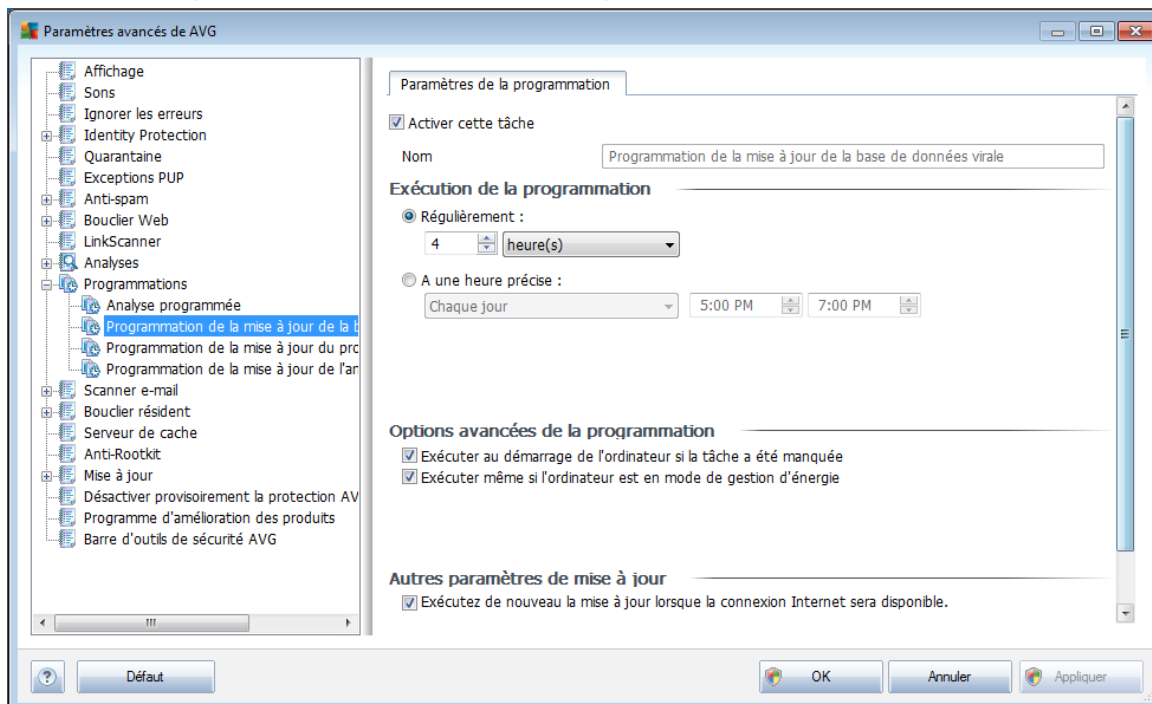 Paramètres avancés de AVG
Affichage
Sons
Ignorer les erreurs
Identity Protection
Quarantaine
Exceptions PUP
Anti-spam
Bouclier Web
LinkScanner
Analyses
Programmations
Analyse programmée
Programmation de la mise à jour de la b
Programmation de la mise à jour du prc
Programmation de la mise à jour de l'an
Scanner e-mail
Bouclier résident
Serveur de cache
Anti-Rootkit
Mise à jour
Désactiver provisoirement la protection AV
Programme d'amélioration des produits
Barre d'outils de sécurité AVG
Paramètres de la programmation
Activer cette tâche
Nom Programmation de la mise à jour de la base de données virale
Exécution de la programmation
Régulièrement :
4 heure(s)
A une heure précise :
Chaque jour 5:00 PM 7:00 PM
Options avancées de la programmation
Exécuter au démarrage de l'ordinateur si la tâche a été manquée
Exécuter même si l'ordinateur est en mode de gestion d'énergie
Autres paramètres de mise à jour
Exécutez de nouveau la mise à jour lorsque la connexion Internet sera disponible.
? Défaut OK Annuler Appliquer